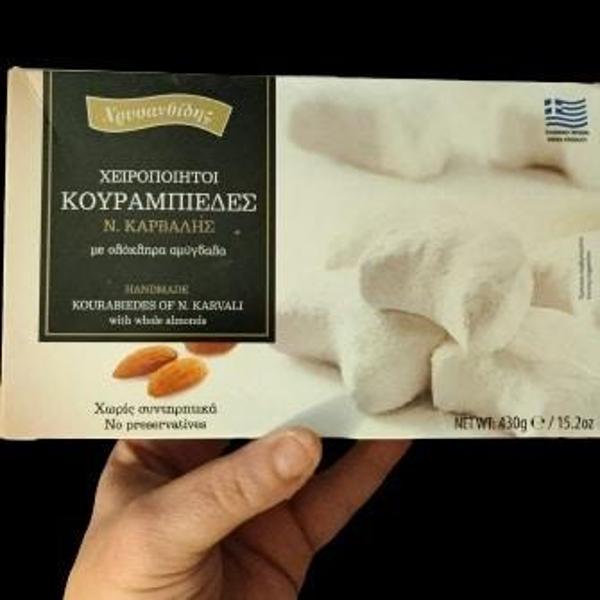 Χρυσανθίδης
ΧΕΙΡΟΠΟΙΗΤΟΙ
ΚΟΥΡΑΜΠΙΕΔΕΣ
Ν. ΚΑΡΒΑΛΗΣ
με ολόκληρα αμύγδαλα
HANDMADE
KOURABIEDES OF N. KARVALI
with whole almonds
Χωρίς συντηρητικά
No preservatives
NET WT: 430g ℮ / 15.2oz